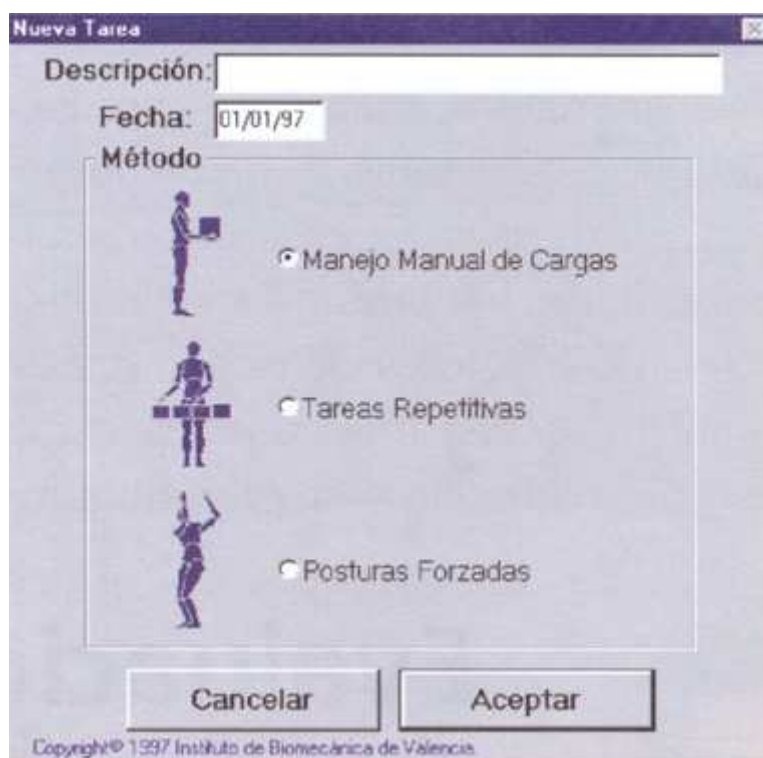 Nueva Tarea
Descripción:
Fecha: 01/01/97
Método
Manejo Manual de Cargas
Tareas Repetitivas
Posturas Forzadas
Cancelar Aceptar
Copyright© 1997 Instituto de Biomecánica de Valencia.